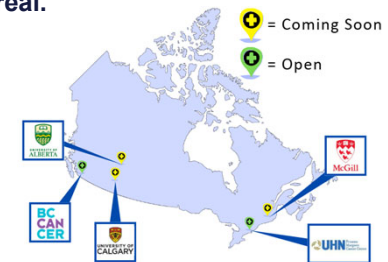 real.
= Coming Soon
= Open
UNIVERSITY OF
ALBERTA
McGill
BC
CAN
CER
UNIVERSITY OF
CALGARY
UHN